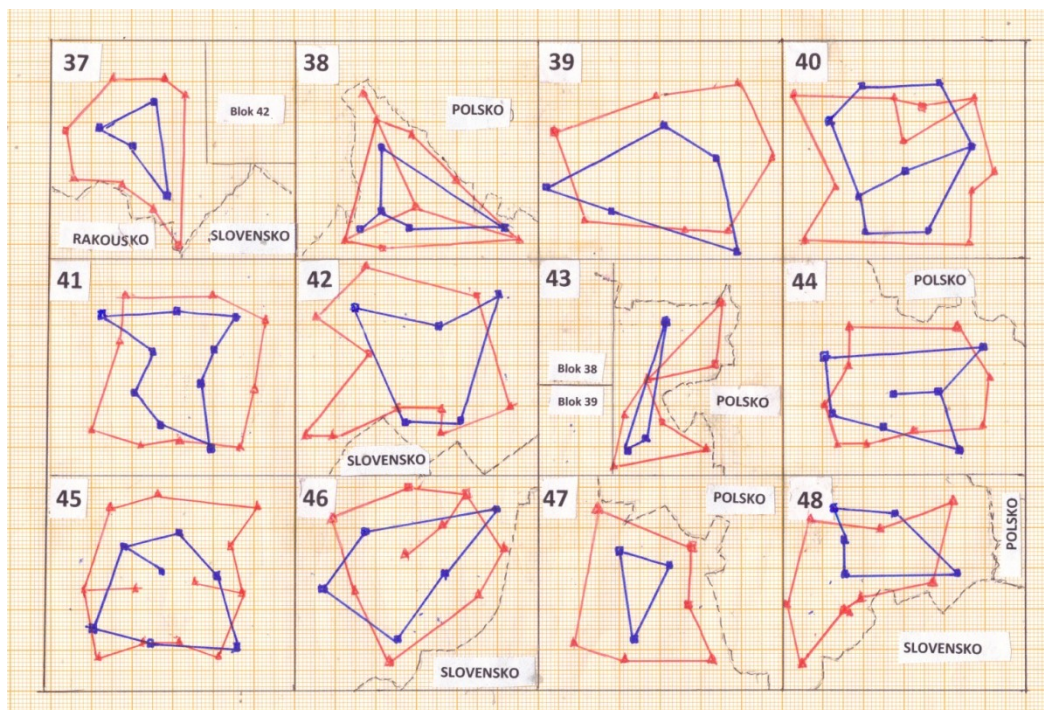 37
Blok 42
RAKOUSKO
SLOVENSKO
38
POLSKO
39
40
41
42
SLOVENSKO
43
Blok 38
Blok 39
POLSKO
44
POLSKO
45
46
SLOVENSKO
47
POLSKO
48
POLSKO
SLOVENSKO